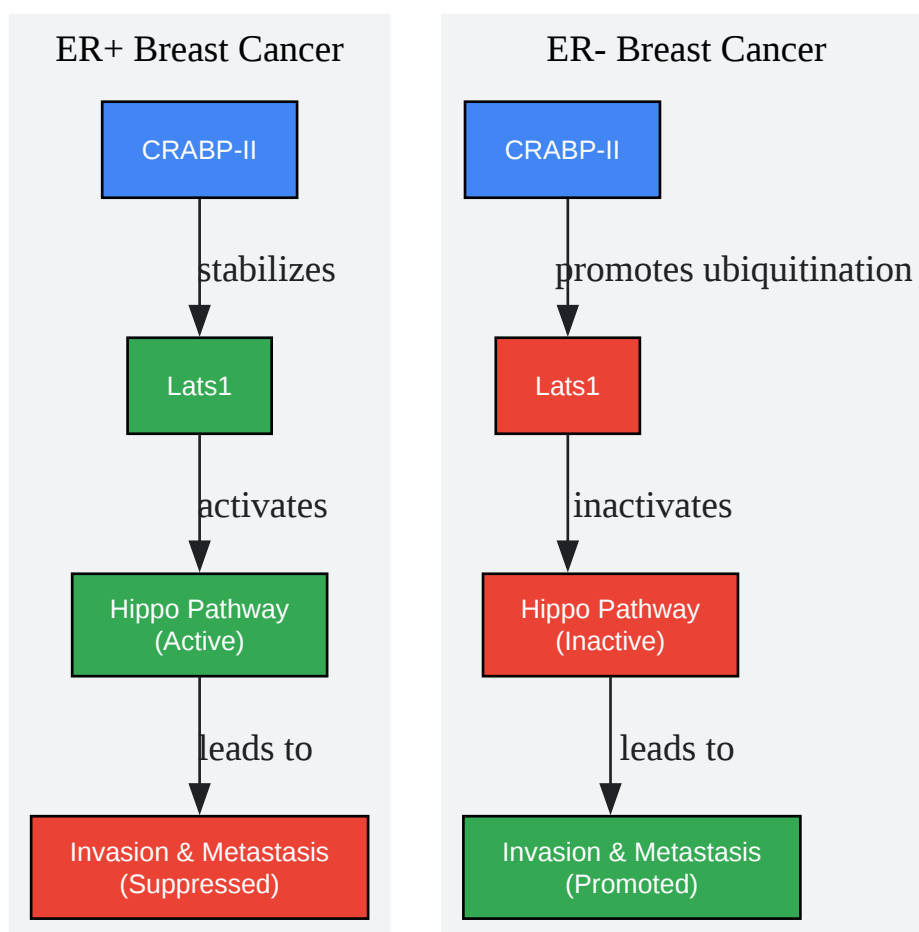 ER+ Breast Cancer
CRABP-II
stabilizes
Lats1
activates
Hippo Pathway
(Active)
leads to
Invasion & Metastasis
(Suppressed)
ER- Breast Cancer
CRABP-II
promotes ubiquitination
Lats1
inactivates
Hippo Pathway
(Inactive)
leads to
Invasion & Metastasis
(Promoted)